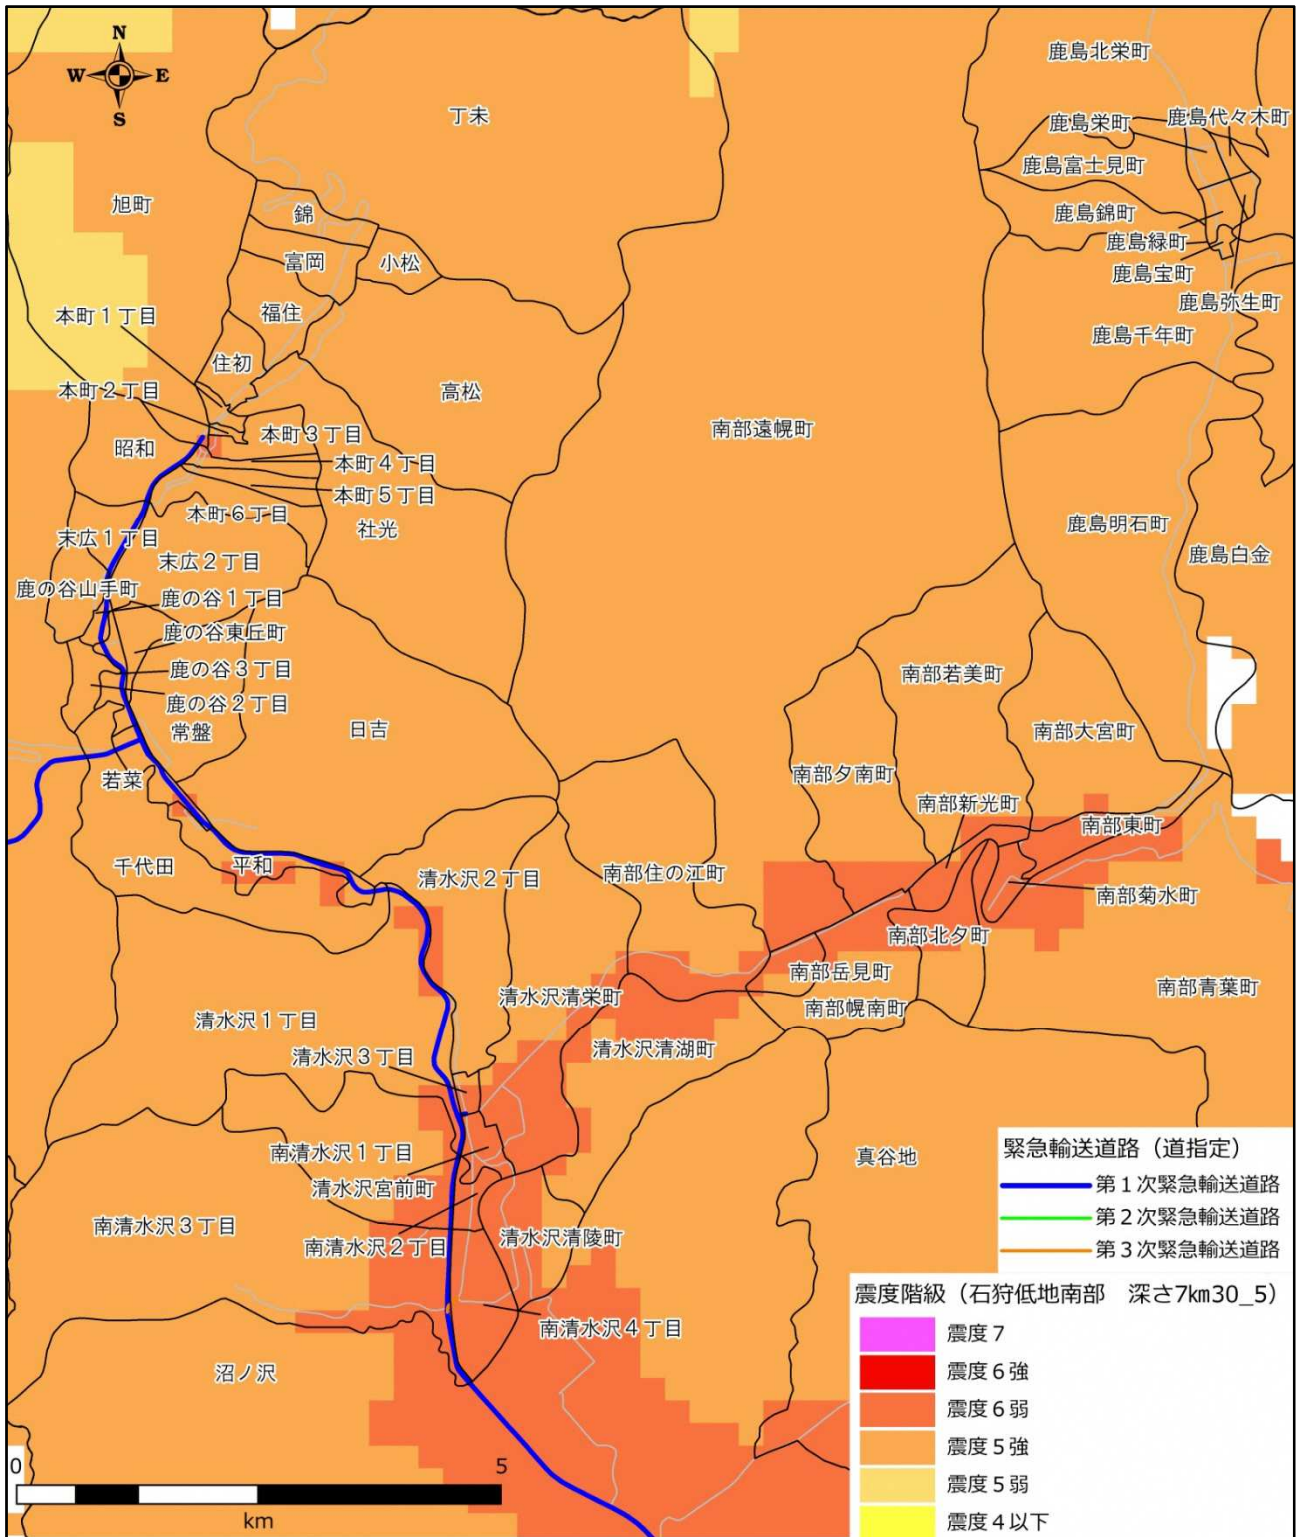 N
W E
S
鹿島北栄町
丁未
鹿島栄町
鹿島代々木町
鹿島富士見町
旭町
錦
鹿島錦町
鹿島緑町
富岡
小松
鹿島宝町
鹿島弥生町
本町１丁目
福住
鹿島千年町
住初
本町２丁目
高松
南部遠幌町
昭和
本町３丁目
本町４丁目
本町５丁目
本町６丁目
社光
鹿島明石町
末広１丁目
末広２丁目
鹿島白金
鹿の谷山手町
鹿の谷１丁目
鹿の谷東丘町
鹿の谷３丁目
南部若美町
鹿の谷２丁目
常盤
日吉
南部大宮町
若菜
南部夕南町
南部新光町
南部東町
千代田
平和
清水沢２丁目
南部住の江町
南部菊水町
南部北夕町
南部岳見町
南部青葉町
清水沢清栄町
南部幌南町
清水沢１丁目
清水沢３丁目
清水沢清湖町
南清水沢１丁目
真谷地
清水沢宮前町
南清水沢３丁目
南清水沢２丁目
清水沢清陵町
南清水沢４丁目
沼ノ沢
緊急輸送道路（道指定）
第１次緊急輸送道路
第２次緊急輸送道路
第３次緊急輸送道路
震度階級（石狩低地南部　深さ7km30_5）
震度７
震度６強
震度６弱
震度５強
震度５弱
震度４以下
0 5
km